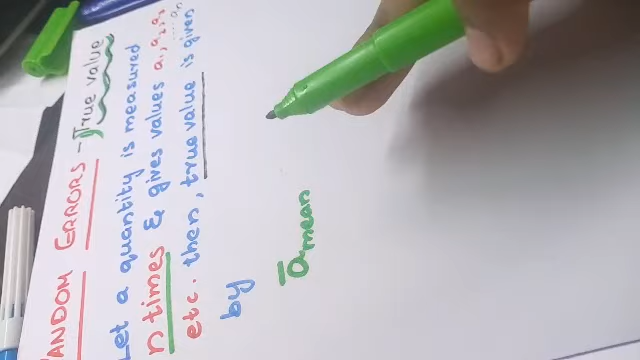 RANDOM ERRORS - True value
Let a quantity is measured
n times & gives values a₁, a₂, a₃ ... aₙ
etc. then, true value is given
by
ā mean